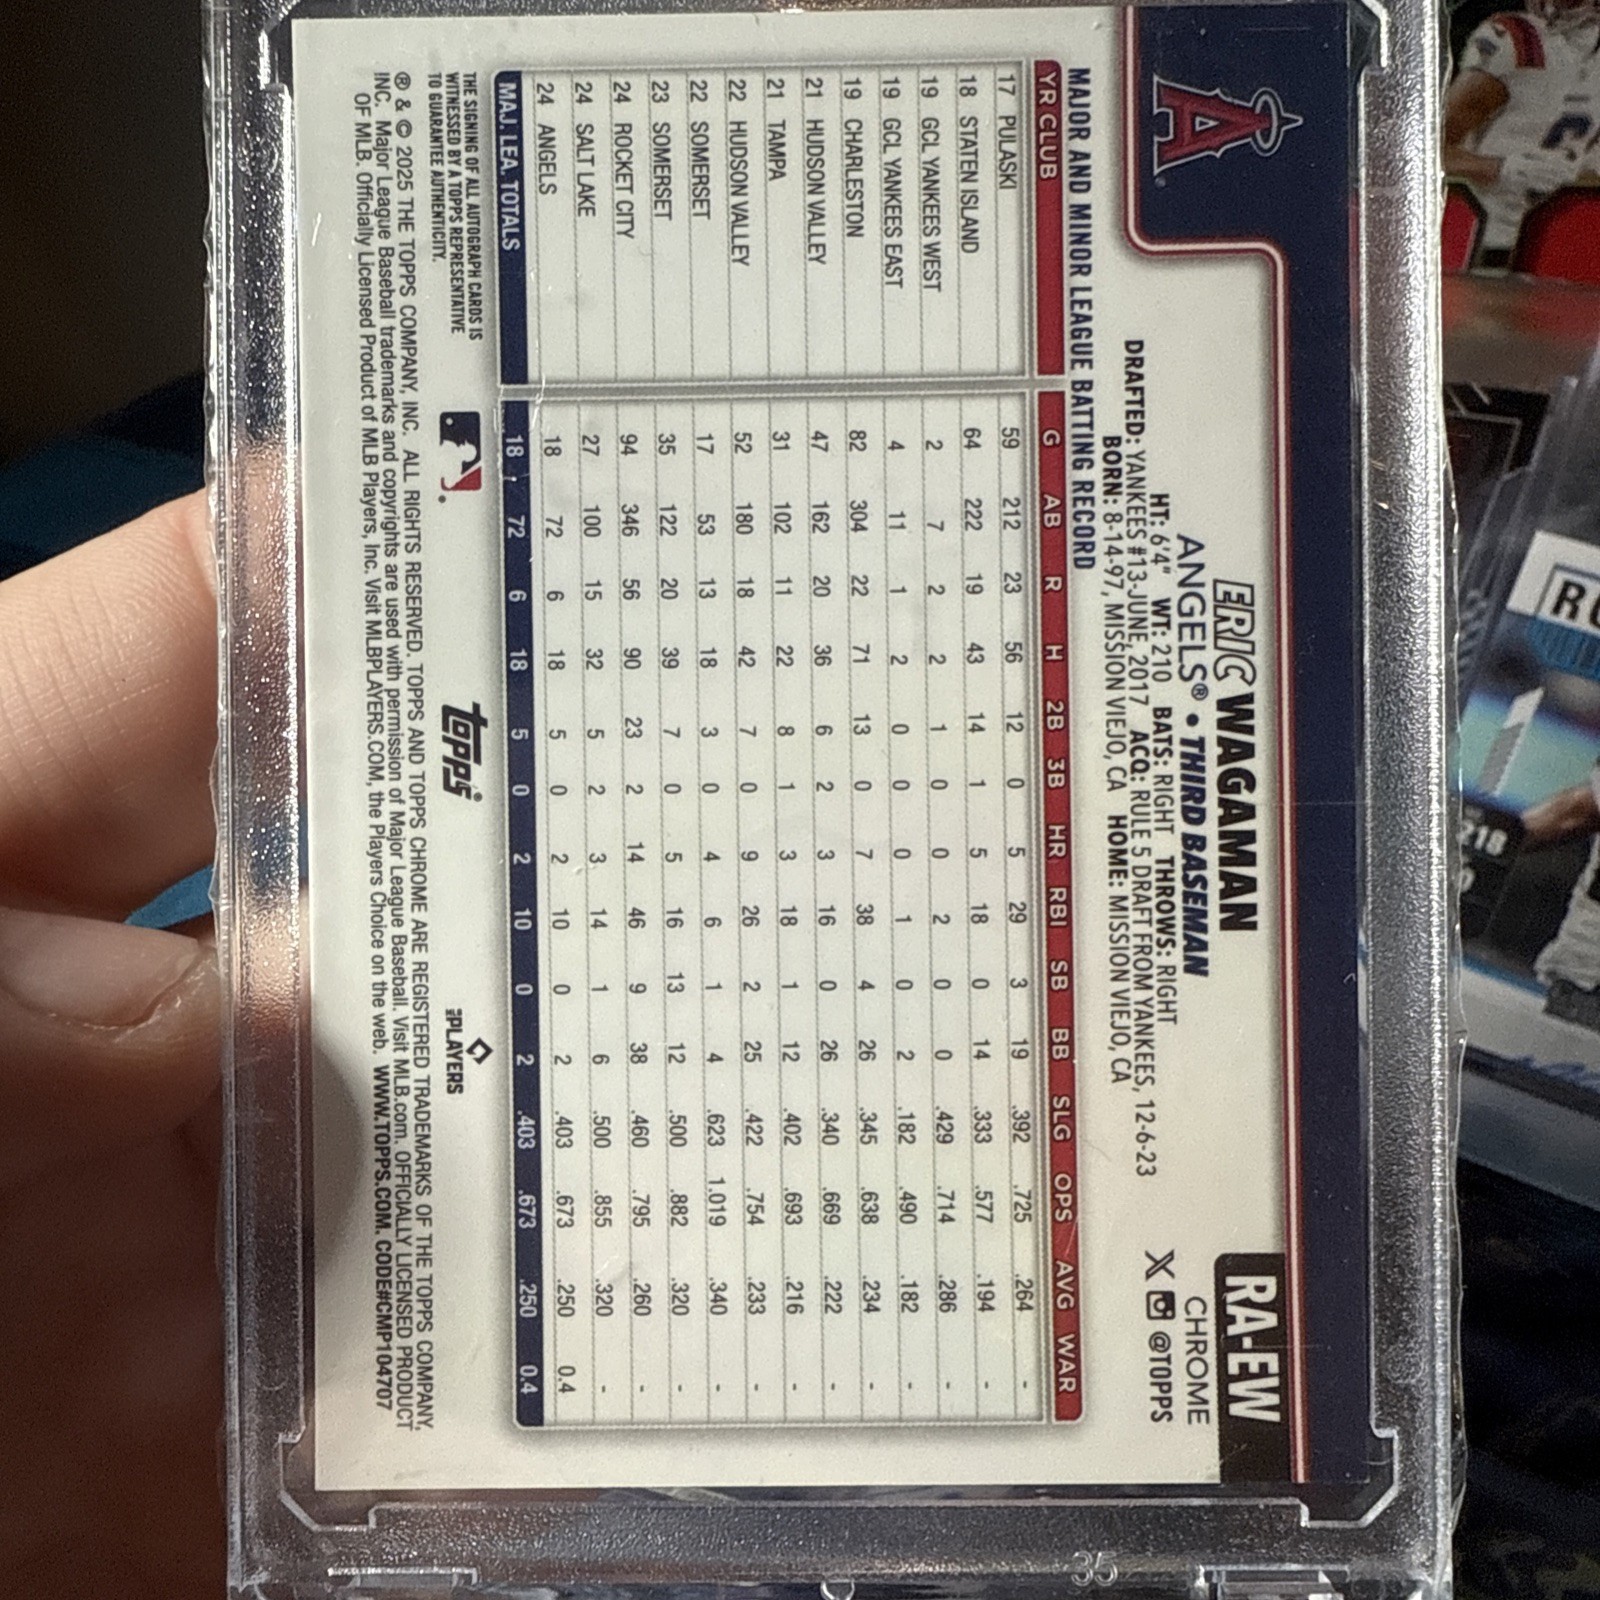 RA-EW
CHROME
X @TOPPS
ERIC WAGAMAN
ANGELS® • THIRD BASEMAN
HT: 6'4" WT: 210 BATS: RIGHT THROWS: RIGHT
DRAFTED: YANKEES #13-JUNE, 2017 ACQ: RULE 5 DRAFT FROM YANKEES, 12-6-23
BORN: 8-14-97, MISSION VIEJO, CA HOME: MISSION VIEJO, CA
MAJOR AND MINOR LEAGUE BATTING RECORD
YR CLUB G AB R H 2B 3B HR RBI SB BB SLG OPS AVG WAR
17 PULASKI 59 212 23 56 12 0 5 29 3 19 .392 .725 .264 -
18 STATEN ISLAND 64 222 19 43 14 1 5 18 0 14 .333 .577 .194 -
19 GCL YANKEES WEST 2 7 2 2 1 0 0 2 0 0 .429 .714 .286 -
19 GCL YANKEES EAST 4 11 1 2 0 0 0 1 0 2 .182 .490 .182 -
19 CHARLESTON 82 304 22 71 13 0 7 38 4 26 .345 .638 .234 -
21 HUDSON VALLEY 47 162 20 36 6 2 3 16 0 26 .340 .669 .222 -
21 TAMPA 31 102 11 22 8 1 3 18 1 12 .402 .693 .216 -
22 HUDSON VALLEY 52 180 18 42 7 0 9 26 2 25 .422 .754 .233 -
22 SOMERSET 17 53 13 18 3 0 4 6 1 4 .623 1.019 .340 -
23 SOMERSET 35 122 20 39 7 0 5 16 13 12 .500 .882 .320 -
24 ROCKET CITY 94 346 56 90 23 2 14 46 9 38 .460 .795 .260 -
24 SALT LAKE 27 100 15 32 5 2 3 14 1 6 .500 .855 .320 -
24 ANGELS 18 72 6 18 5 0 2 10 0 2 .403 .673 .250 0.4
MAJ. LEA. TOTALS 18 72 6 18 5 0 2 10 0 2 .403 .673 .250 0.4
THE SIGNING OF ALL AUTOGRAPH CARDS IS
WITNESSED BY A TOPPS REPRESENTATIVE
TO GUARANTEE AUTHENTICITY.
topps®
PLAYERS
® & © 2025 THE TOPPS COMPANY, INC. ALL RIGHTS RESERVED. TOPPS AND TOPPS CHROME ARE REGISTERED TRADEMARKS OF THE TOPPS COMPANY,
INC. Major League Baseball trademarks and copyrights are used with permission of Major League Baseball. Visit MLB.com. OFFICIALLY LICENSED PRODUCT
OF MLB. Officially Licensed Product of MLB Players, Inc. Visit MLBPLAYERS.COM, the Players Choice on the web. WWW.TOPPS.COM. CODE#CMP104707
35
218